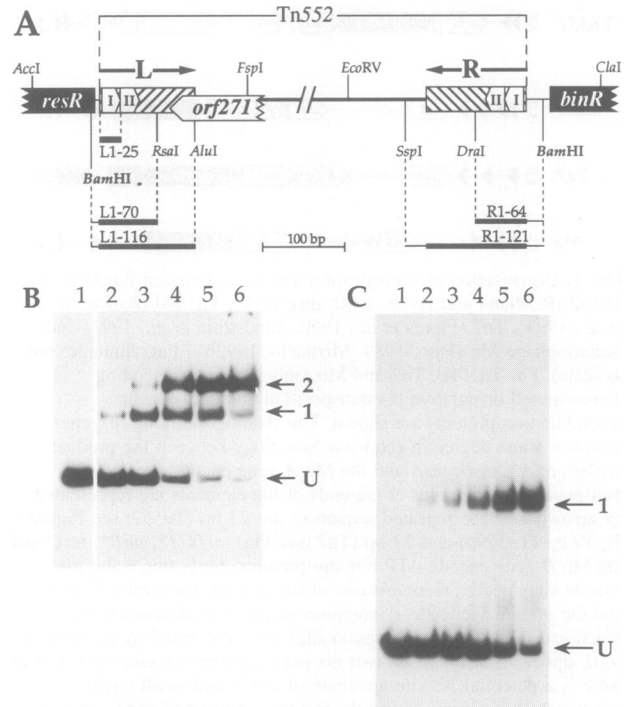 A
Tn552
AccI
L
FspI
EcoRV
R
ClaI
resR
I
II
orf271
II
I
binR
L1-25
RsaI
AluI
SspI
DraI
BamHI
BamHI
L1-70
R1-64
L1-116
100 bp
R1-121
B
1 2 3 4 5 6
2
1
U
C
1 2 3 4 5 6
1
U